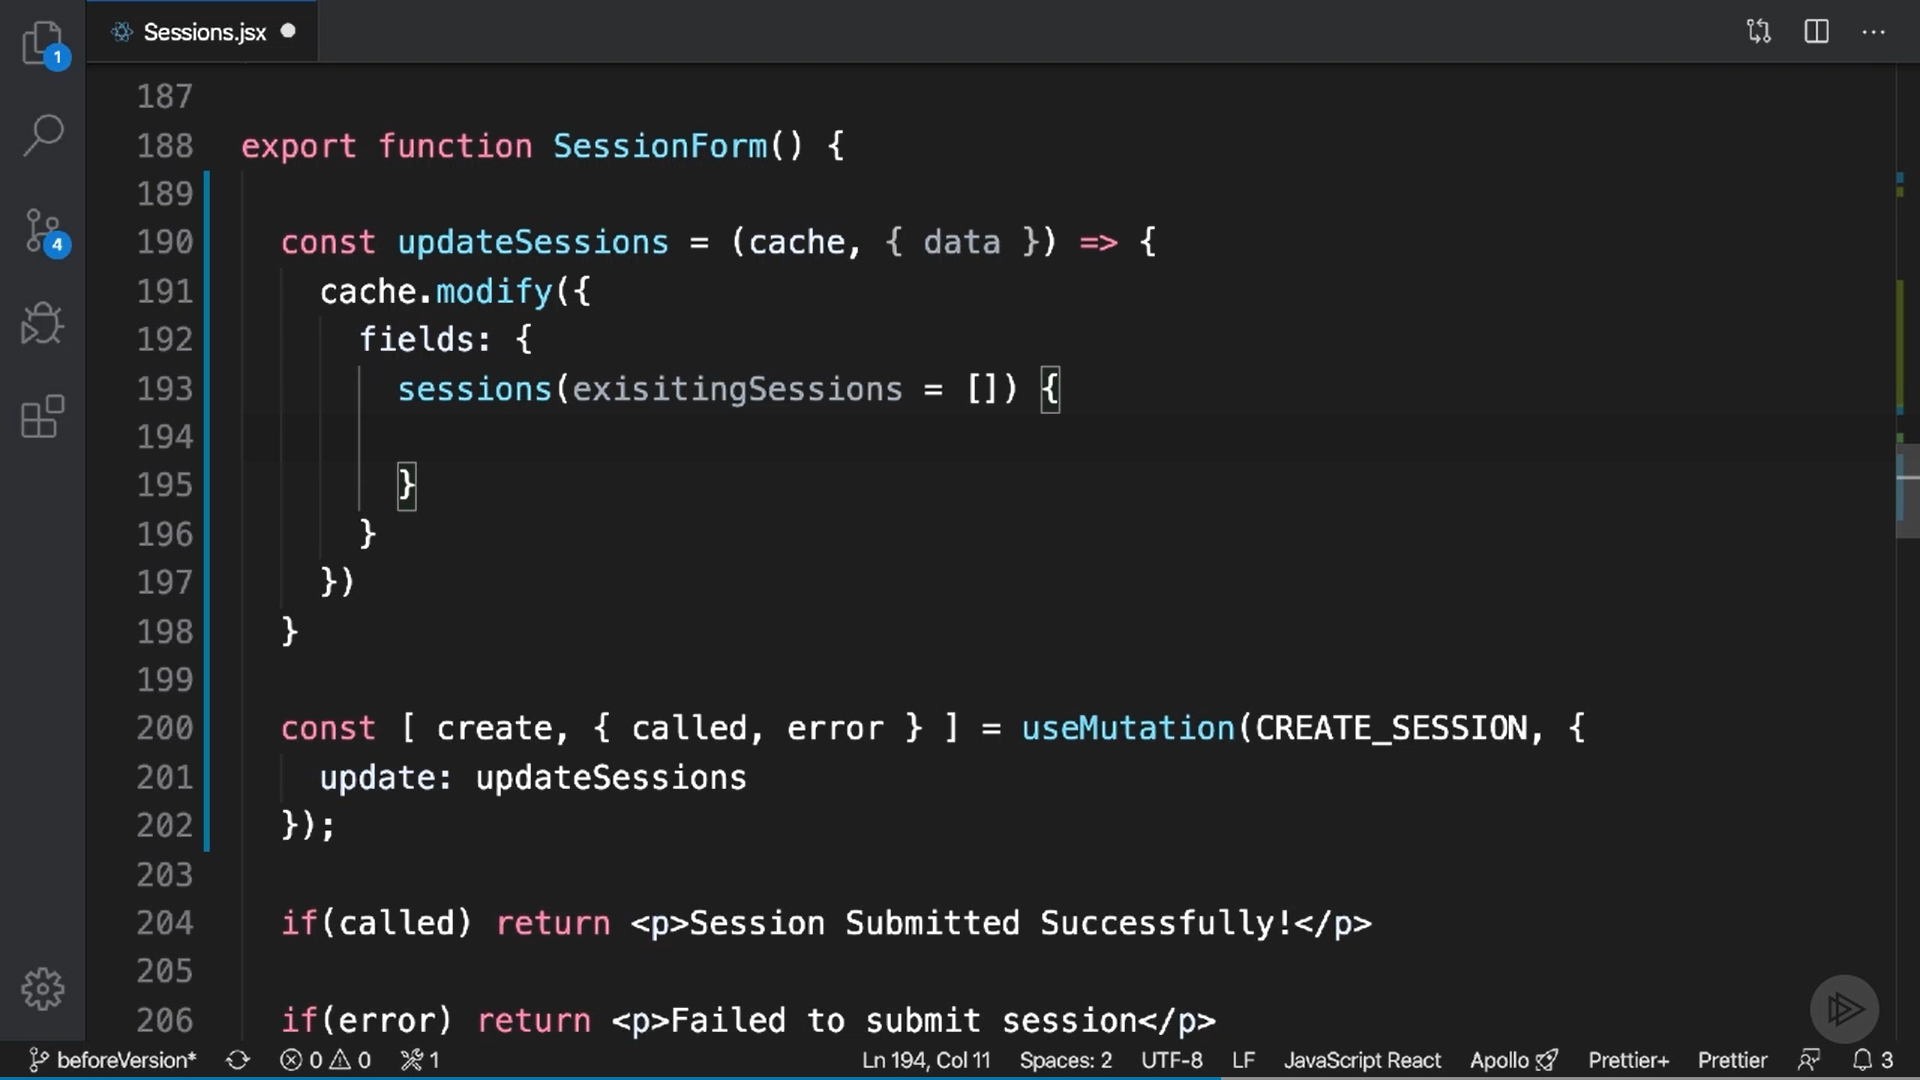 Sessions.jsx
1
187
188 export function SessionForm() {
189
190 const updateSessions = (cache, { data }) => {
191 cache.modify({
192 fields: {
193 sessions(exisitingSessions = []) {
194
195 }
196 }
197 })
198 }
199
200 const [ create, { called, error } ] = useMutation(CREATE_SESSION, {
201 update: updateSessions
202 });
203
204 if(called) return <p>Session Submitted Successfully!</p>
205
206 if(error) return <p>Failed to submit session</p>
4
beforeVersion* 0 0 1 Ln 194, Col 11 Spaces: 2 UTF-8 LF JavaScript React Apollo Prettier+ Prettier 3